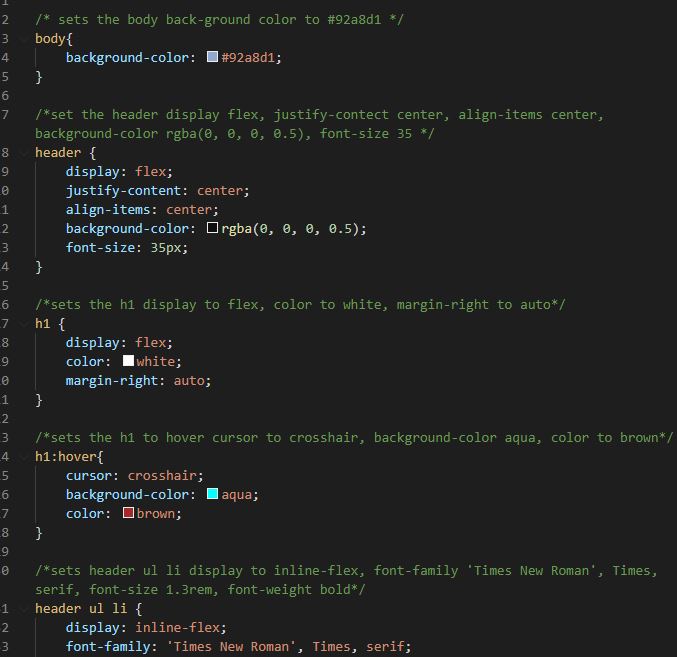 1
2 /* sets the body back-ground color to #92a8d1 */
3 body{
4 background-color: #92a8d1;
5 }
6
7 /*set the header display flex, justify-contect center, align-items center,
background-color rgba(0, 0, 0, 0.5), font-size 35 */
8 header {
9 display: flex;
0 justify-content: center;
1 align-items: center;
2 background-color: rgba(0, 0, 0, 0.5);
3 font-size: 35px;
4 }
5
6 /*sets the h1 display to flex, color to white, margin-right to auto*/
7 h1 {
8 display: flex;
9 color: white;
0 margin-right: auto;
1 }
2
3 /*sets the h1 to hover cursor to crosshair, background-color aqua, color to brown*/
4 h1:hover{
5 cursor: crosshair;
6 background-color: aqua;
7 color: brown;
8 }
9
0 /*sets header ul li display to inline-flex, font-family 'Times New Roman', Times,
serif, font-size 1.3rem, font-weight bold*/
1 header ul li {
2 display: inline-flex;
3 font-family: 'Times New Roman', Times, serif;